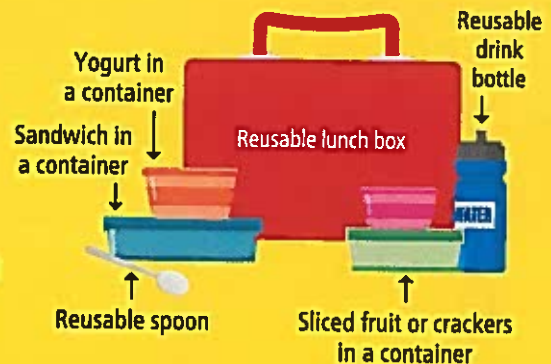 Reusable
drink
bottle
Yogurt in
a container
Sandwich in
a container
Reusable lunch box
WATER
Reusable spoon
Sliced fruit or crackers
in a container